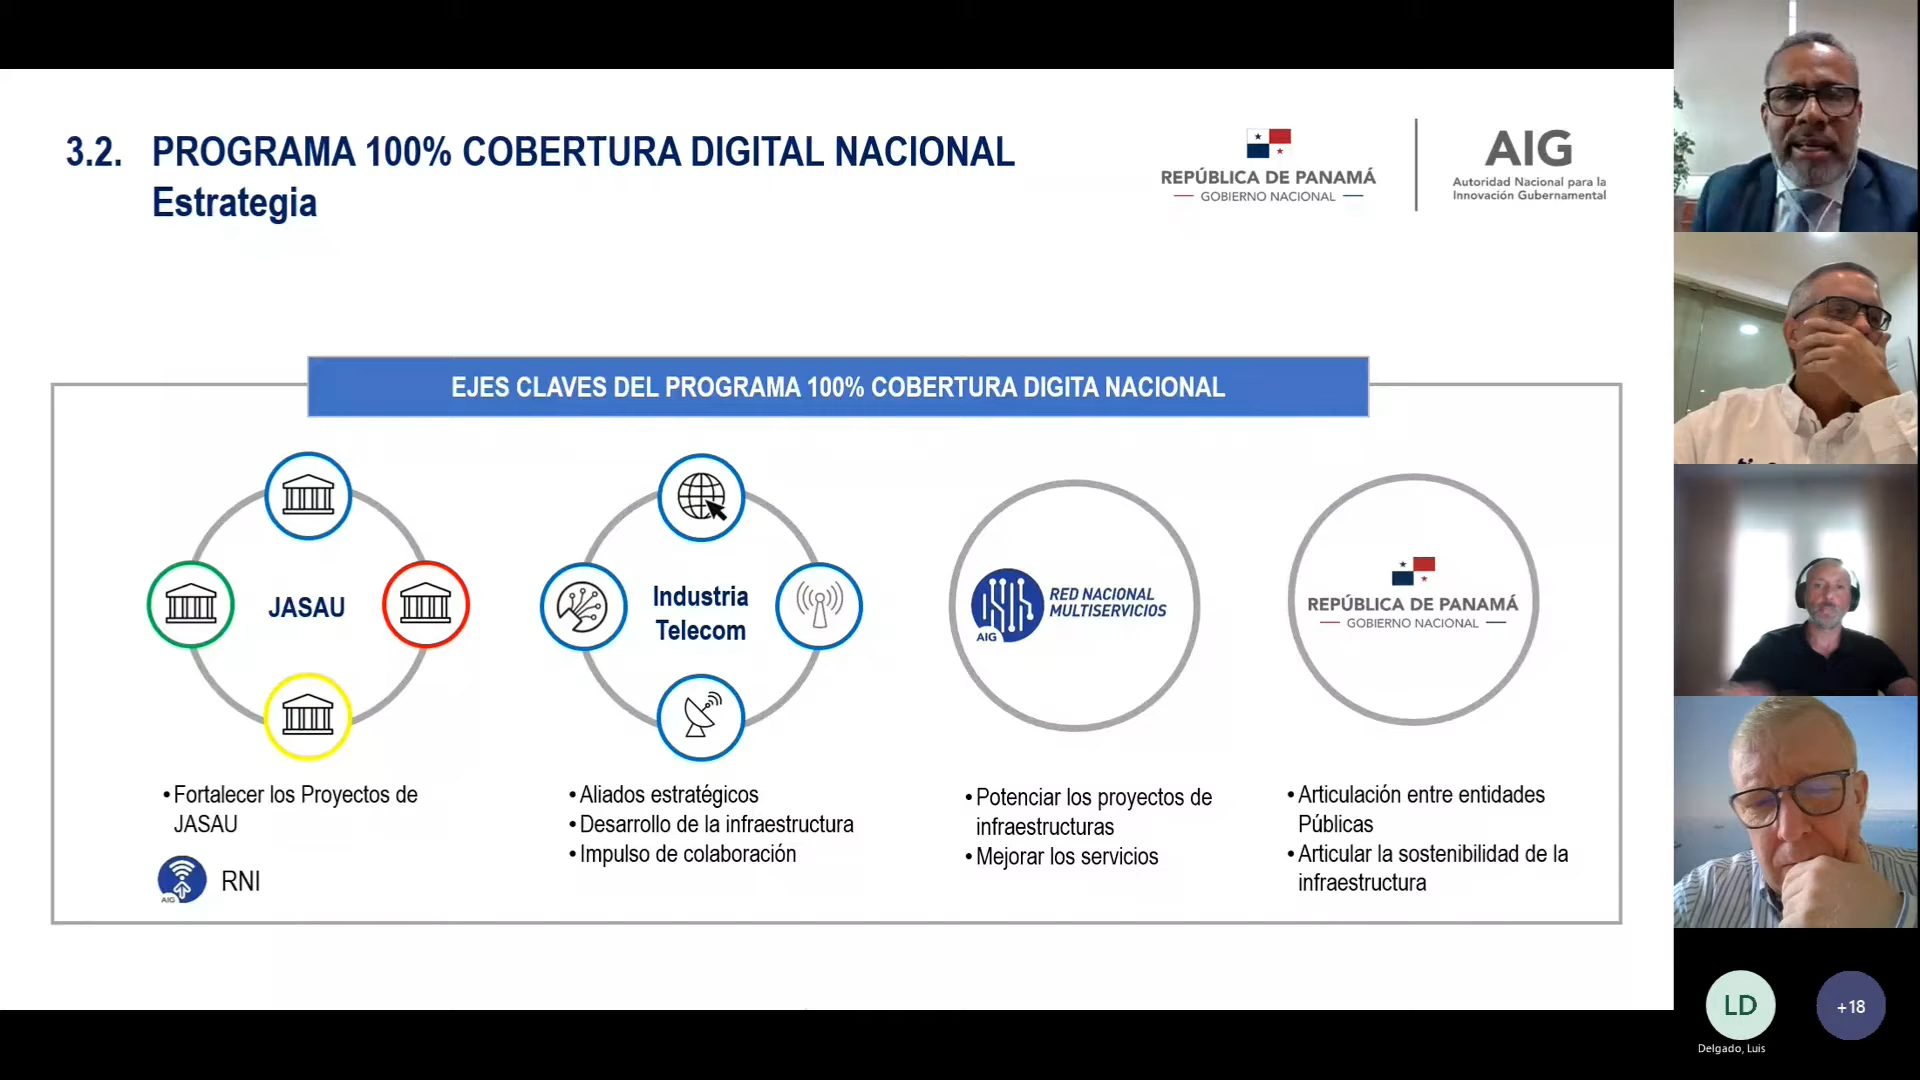 3.2. PROGRAMA 100% COBERTURA DIGITAL NACIONAL
Estrategia
REPÚBLICA DE PANAMÁ
GOBIERNO NACIONAL
AIG
Autoridad Nacional para la
Innovación Gubernamental
EJES CLAVES DEL PROGRAMA 100% COBERTURA DIGITA NACIONAL
JASAU
• Fortalecer los Proyectos de
JASAU
AIG
RNI
Industria
Telecom
• Aliados estratégicos
• Desarrollo de la infraestructura
• Impulso de colaboración
AIG
RED NACIONAL
MULTISERVICIOS
• Potenciar los proyectos de
infraestructuras
• Mejorar los servicios
REPÚBLICA DE PANAMÁ
GOBIERNO NACIONAL
• Articulación entre entidades
Públicas
• Articular la sostenibilidad de la
infraestructura
LD
Delgado, Luis
+18